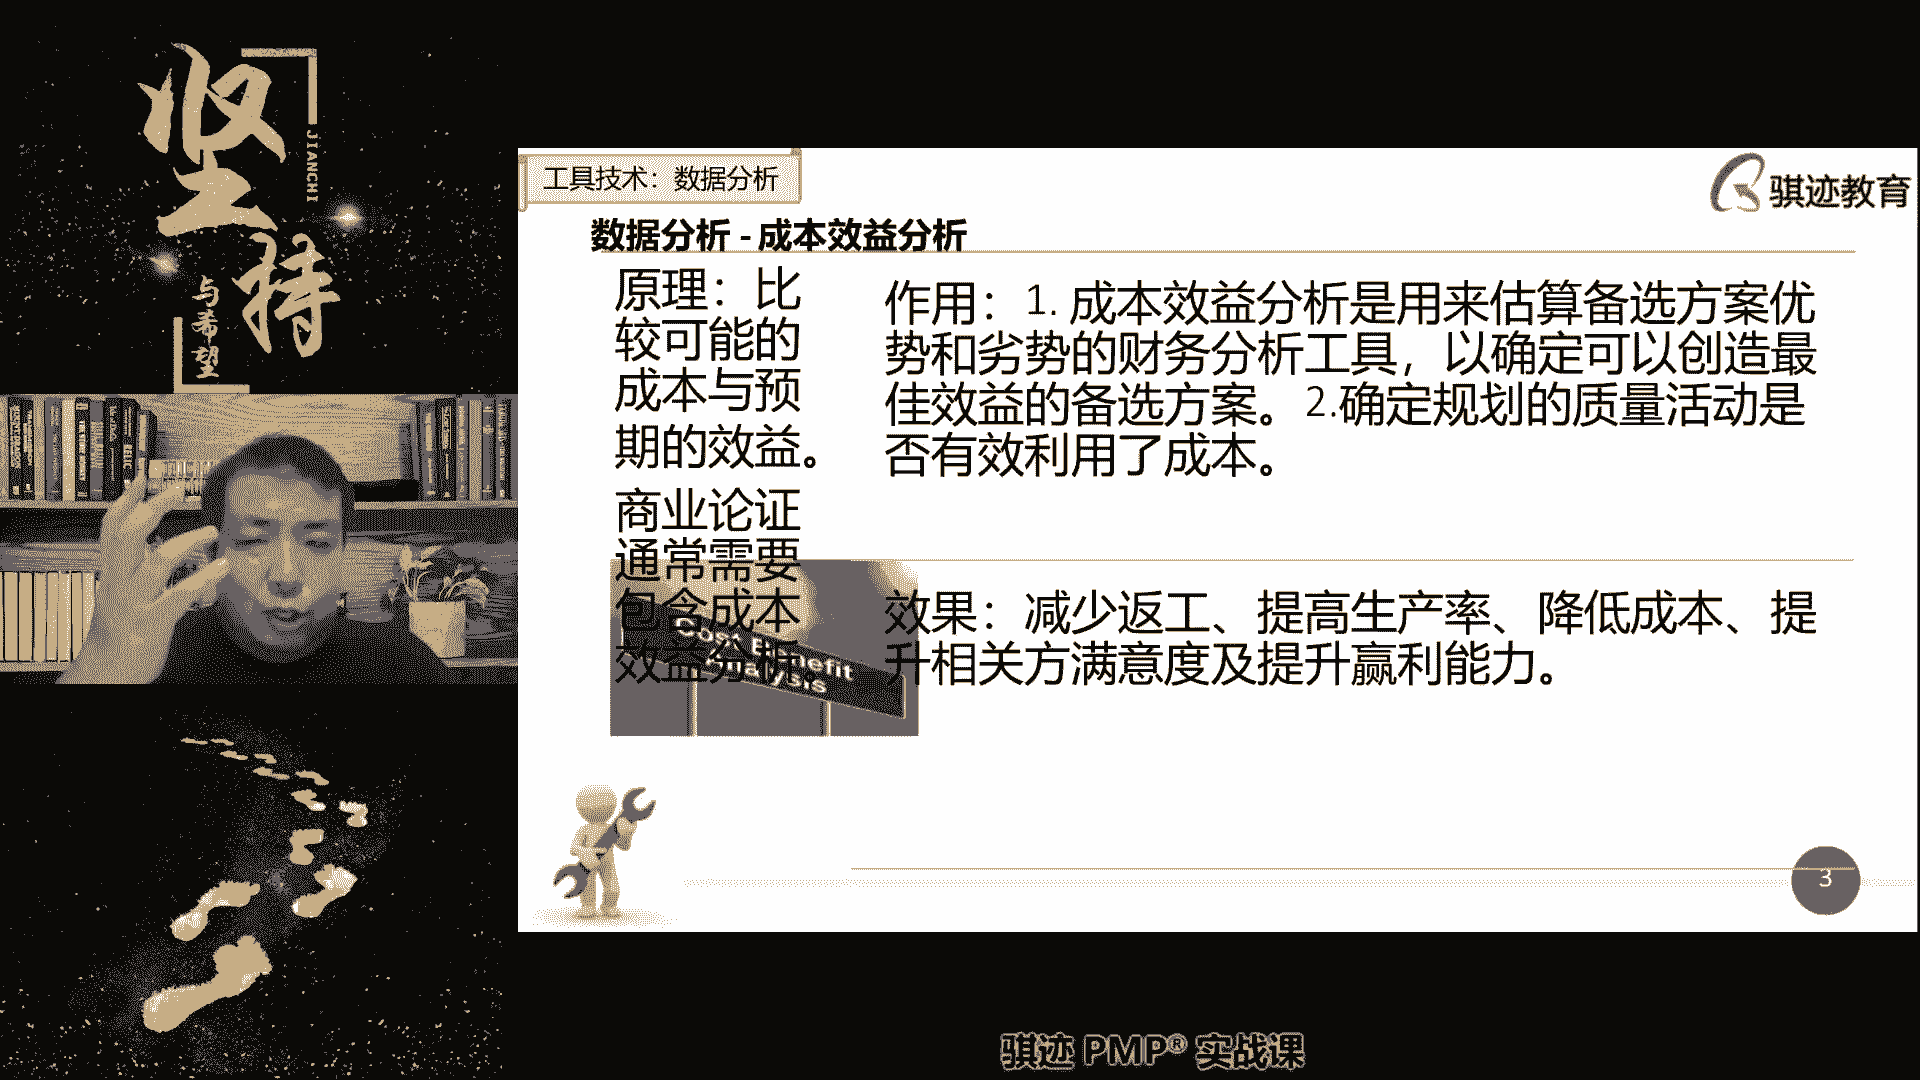 坚持
JIANCHI
与希望
工具技术：数据分析
骐迹教育
数据分析 - 成本效益分析
原理：比
较可能的
成本与预
期的效益。
商业论证
通常需要
包含成本
效益分析。
Cost Benefit
Analysis
作用：1. 成本效益分析是用来估算备选方案优
势和劣势的财务分析工具，以确定可以创造最
佳效益的备选方案。2.确定规划的质量活动是
否有效利用了成本。
效果：减少返工、提高生产率、降低成本、提
升相关方满意度及提升赢利能力。
3
骐迹 PMP® 实战课